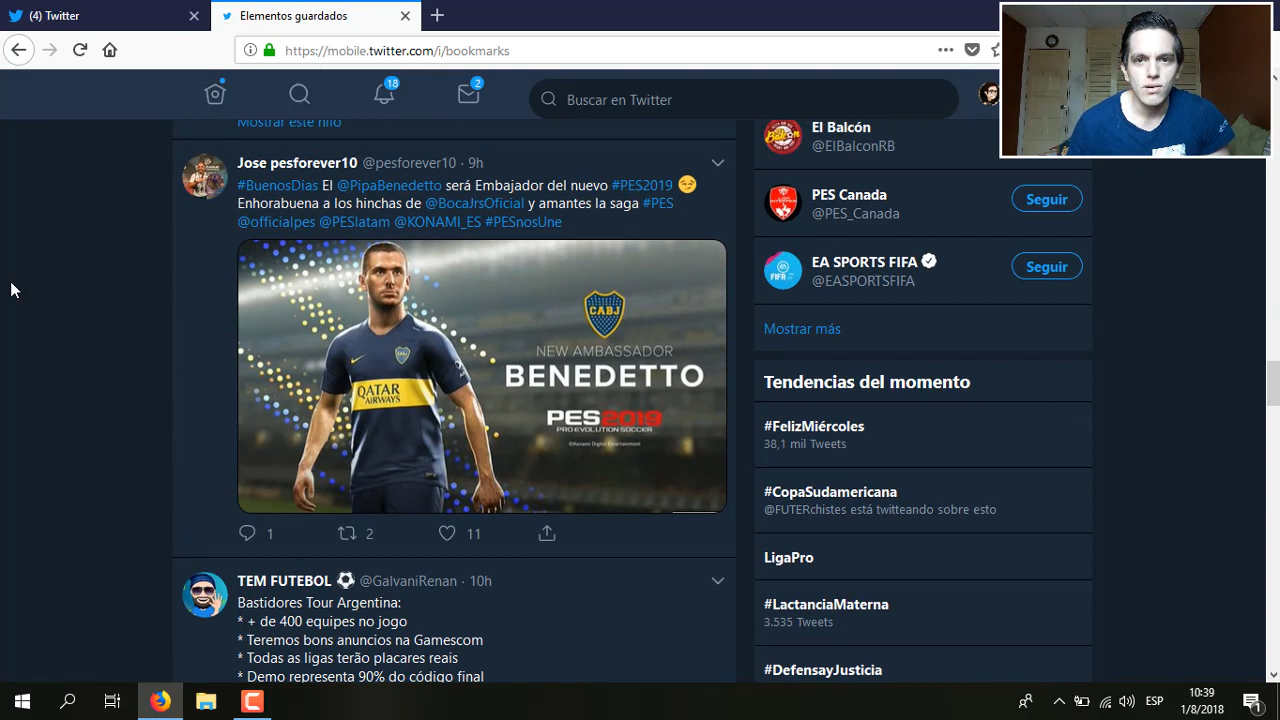 (4) Twitter
Elementos guardados
https://mobile.twitter.com/i/bookmarks
18
2
Buscar en Twitter
Mostrar este hilo
Jose pesforever10 @pesforever10 · 9h
#BuenosDias El @PipaBenedetto será Embajador del nuevo #PES2019
Enhorabuena a los hinchas de @BocaJrsOficial y amantes la saga #PES
@officialpes @PESlatam @KONAMI_ES #PESnosUne
CABJ
NEW AMBASSADOR
BENEDETTO
PES2019
PRO EVOLUTION SOCCER
©Konami Digital Entertainment
QATAR
AIRWAYS
1
2
11
TEM FUTEBOL @GalvaniRenan · 10h
Bastidores Tour Argentina:
* + de 400 equipes no jogo
* Teremos bons anuncios na Gamescom
* Todas as ligas terão placares reais
* Demo representa 90% do código final
El Balcón
@ElBalconRB
PES Canada
@PES_Canada
Seguir
EA SPORTS FIFA
@EASPORTSFIFA
Seguir
Mostrar más
Tendencias del momento
#FelizMiércoles
38,1 mil Tweets
#CopaSudamericana
@FUTERchistes está twitteando sobre esto
LigaPro
#LactanciaMaterna
3.535 Tweets
#DefensayJusticia
ESP
10:39
1/8/2018
1